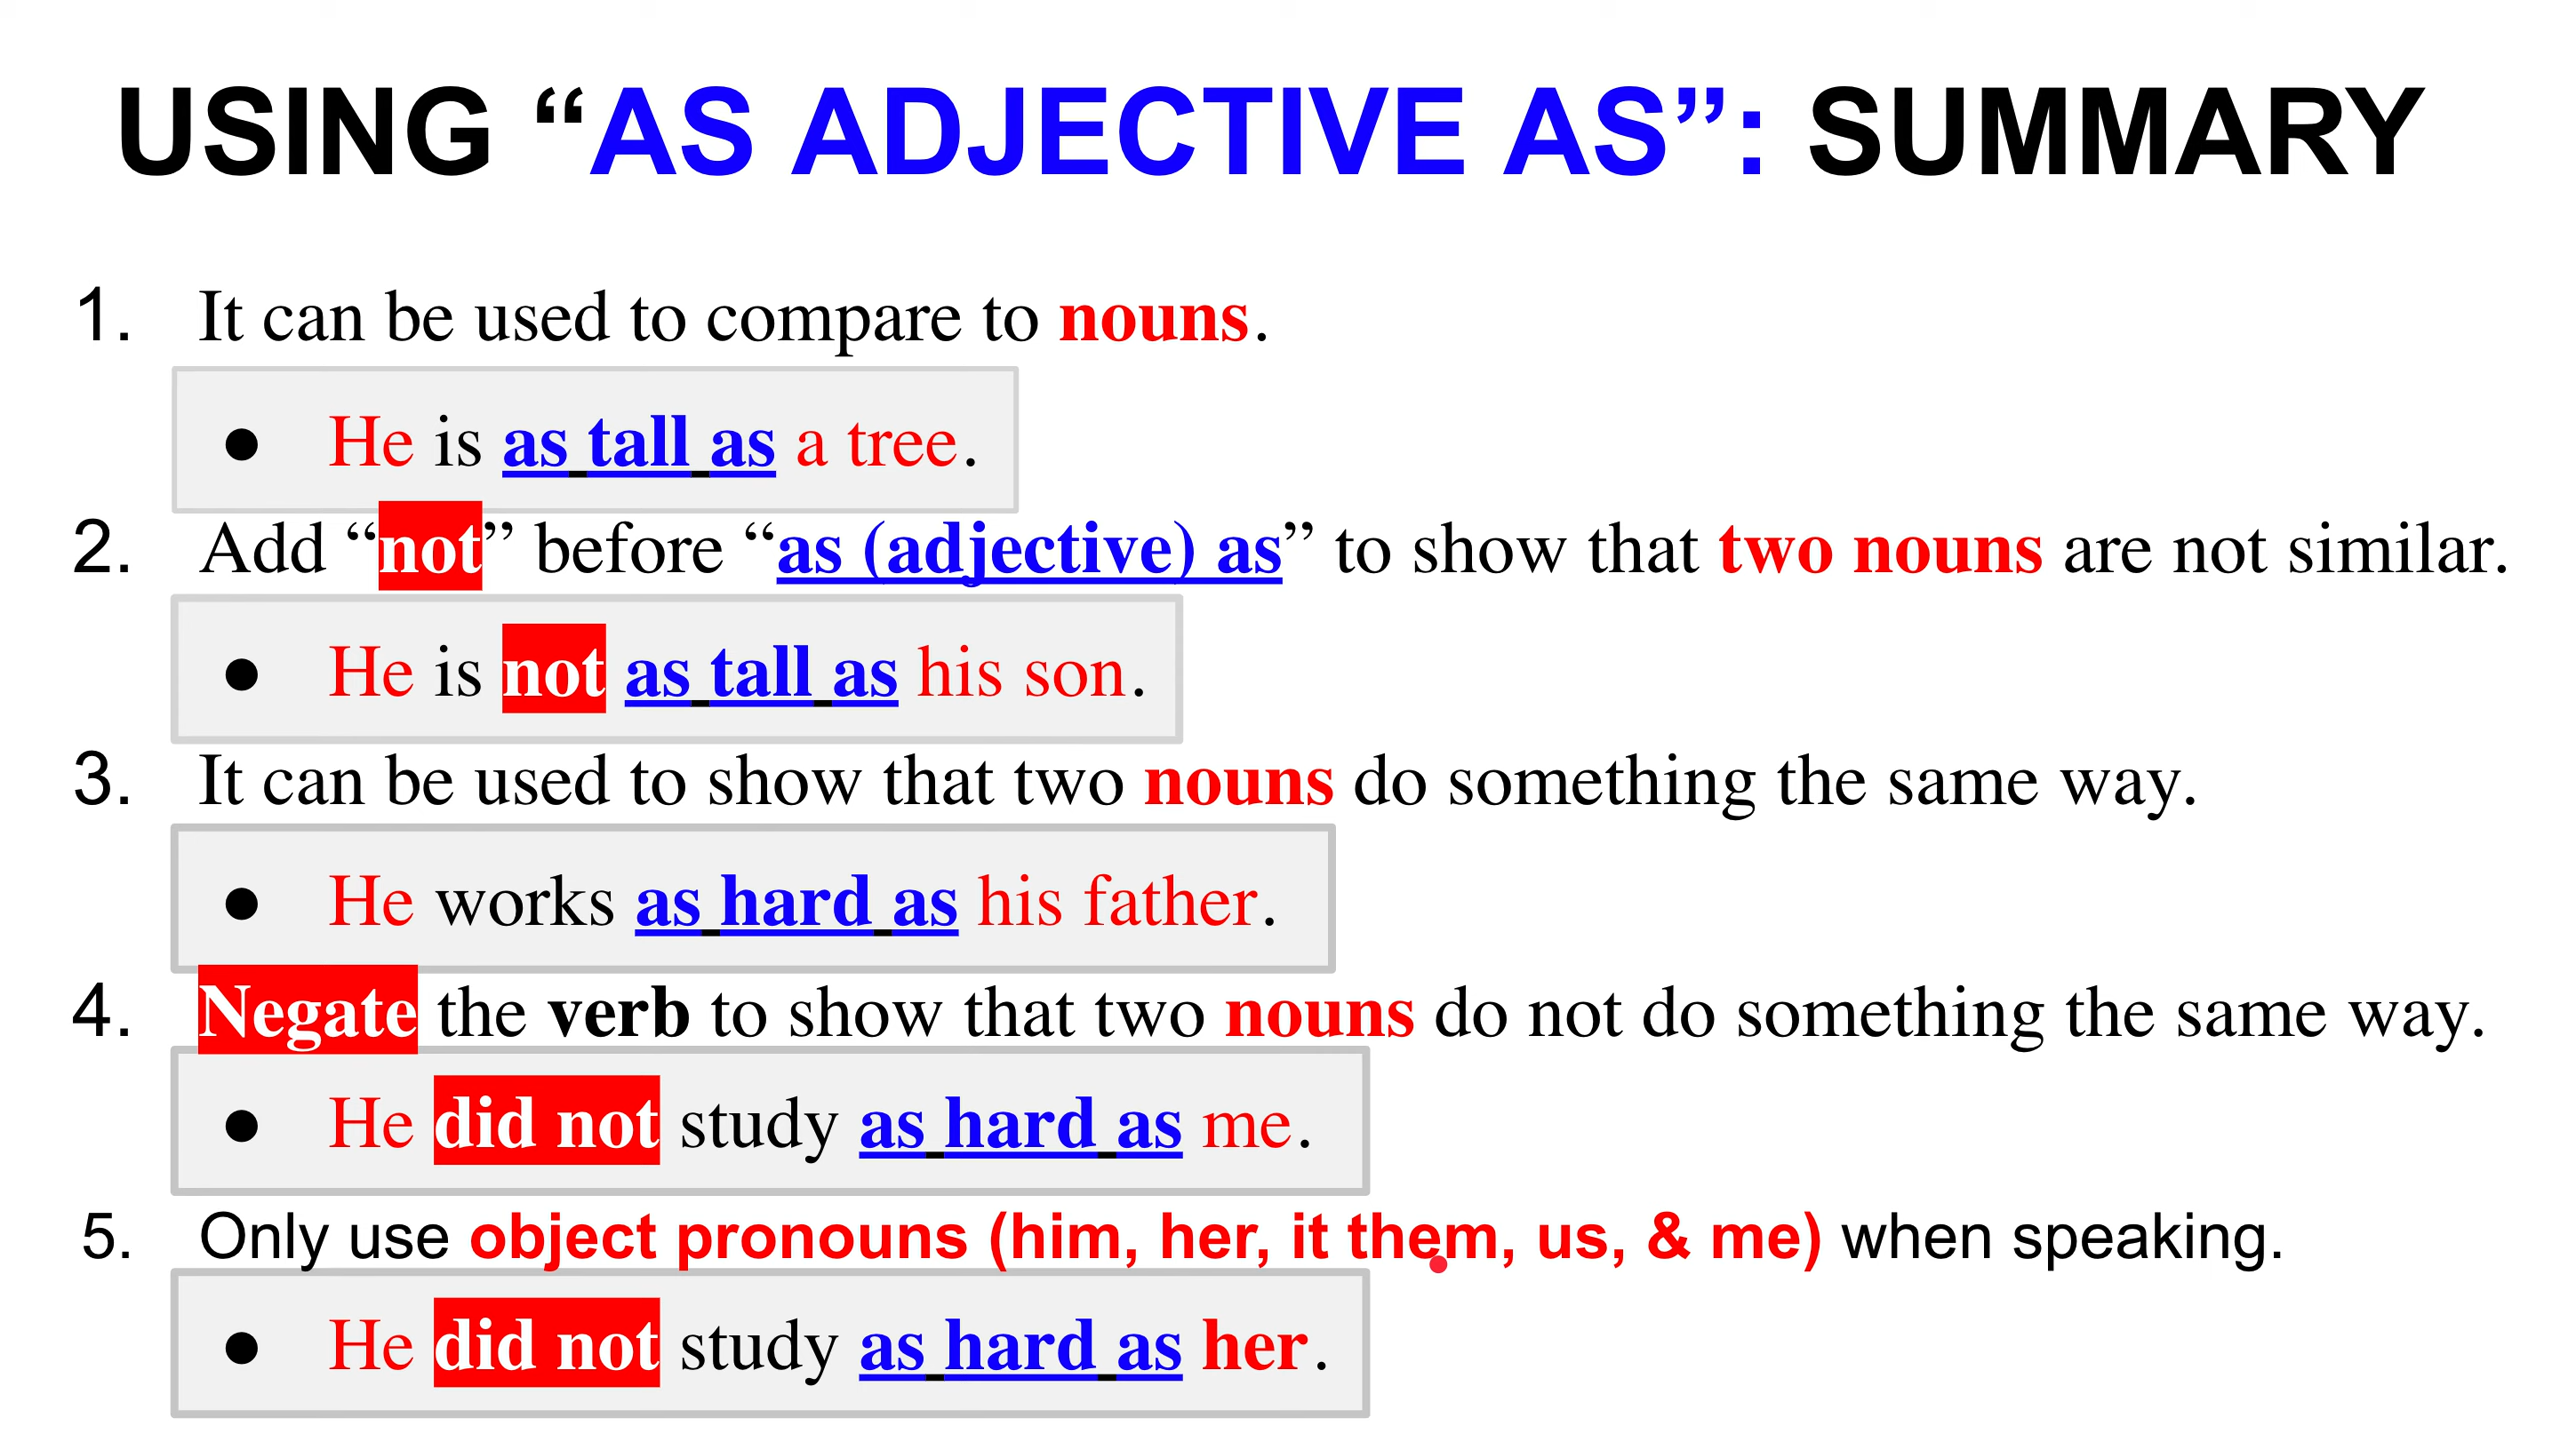 USING “AS ADJECTIVE AS”: SUMMARY
1. It can be used to compare to nouns.
● He is as tall as a tree.
2. Add “not” before “as (adjective) as” to show that two nouns are not similar.
● He is not as tall as his son.
3. It can be used to show that two nouns do something the same way.
● He works as hard as his father.
4. Negate the verb to show that two nouns do not do something the same way.
● He did not study as hard as me.
5. Only use object pronouns (him, her, it them, us, & me) when speaking.
● He did not study as hard as her.